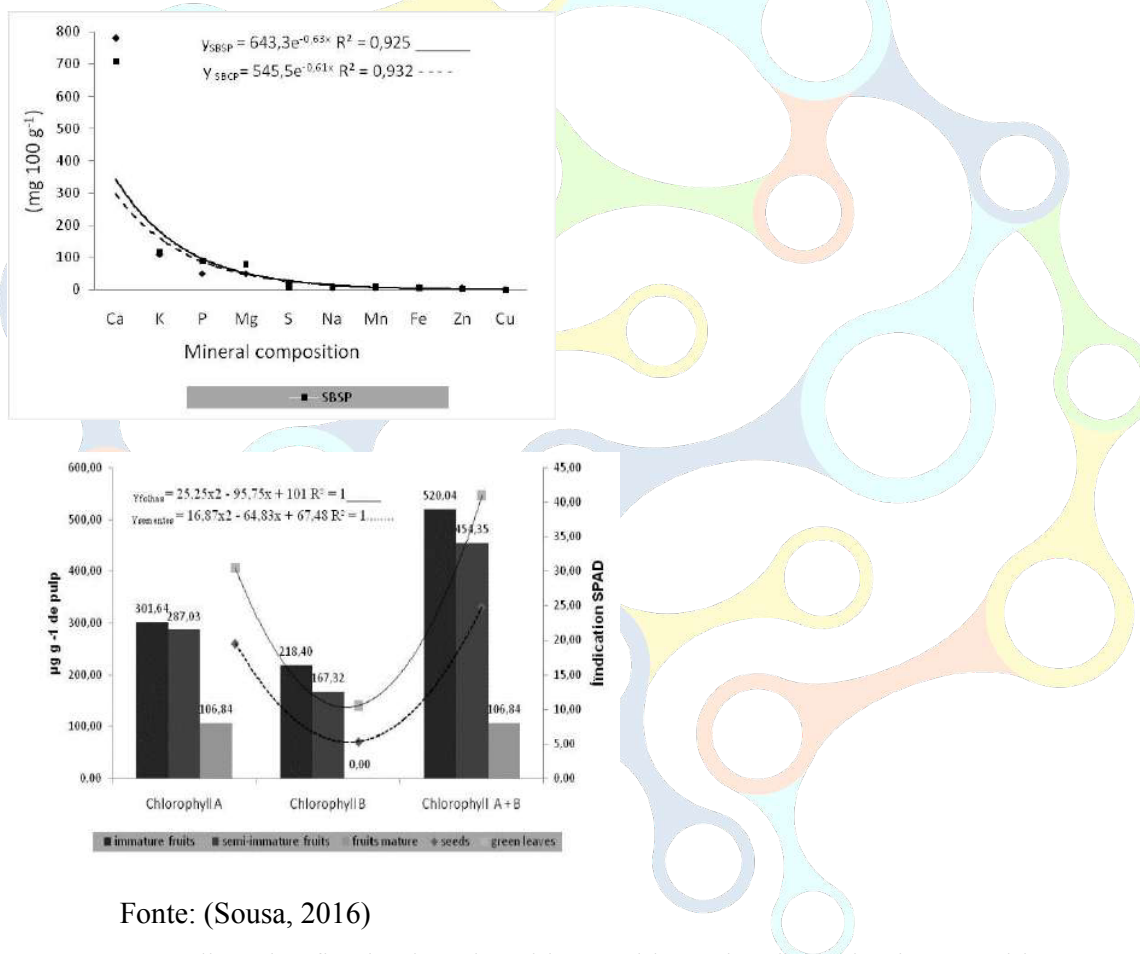 800
700
600
500
400
300
200
100
0
(mg 100 g-1)
ySBSP = 643,3e-0,63x R² = 0,925 ______
y SBCP= 545,5e-0,61x R² = 0,932 - - - -
Ca K P Mg S Na Mn Fe Zn Cu
Mineral composition
SBSP
600,00
500,00
400,00
300,00
200,00
100,00
0,00
µg g -1 de pulp
Yfolhas = 25,25x2 - 95,75x + 101 R² = 1______
Ysementes = 16,87x2 - 64,83x + 67,48 R² = 1........
301,64
287,03
106,84
218,40
167,32
0,00
520,04
454,35
106,84
45,00
40,00
35,00
30,00
25,00
20,00
15,00
10,00
5,00
0,00
SPAD
Chlorophyll A Chlorophyll B Chlorophyll A + B
immature fruits semi-immature fruits fruits mature seeds green leaves
Fonte: (Sousa, 2016)